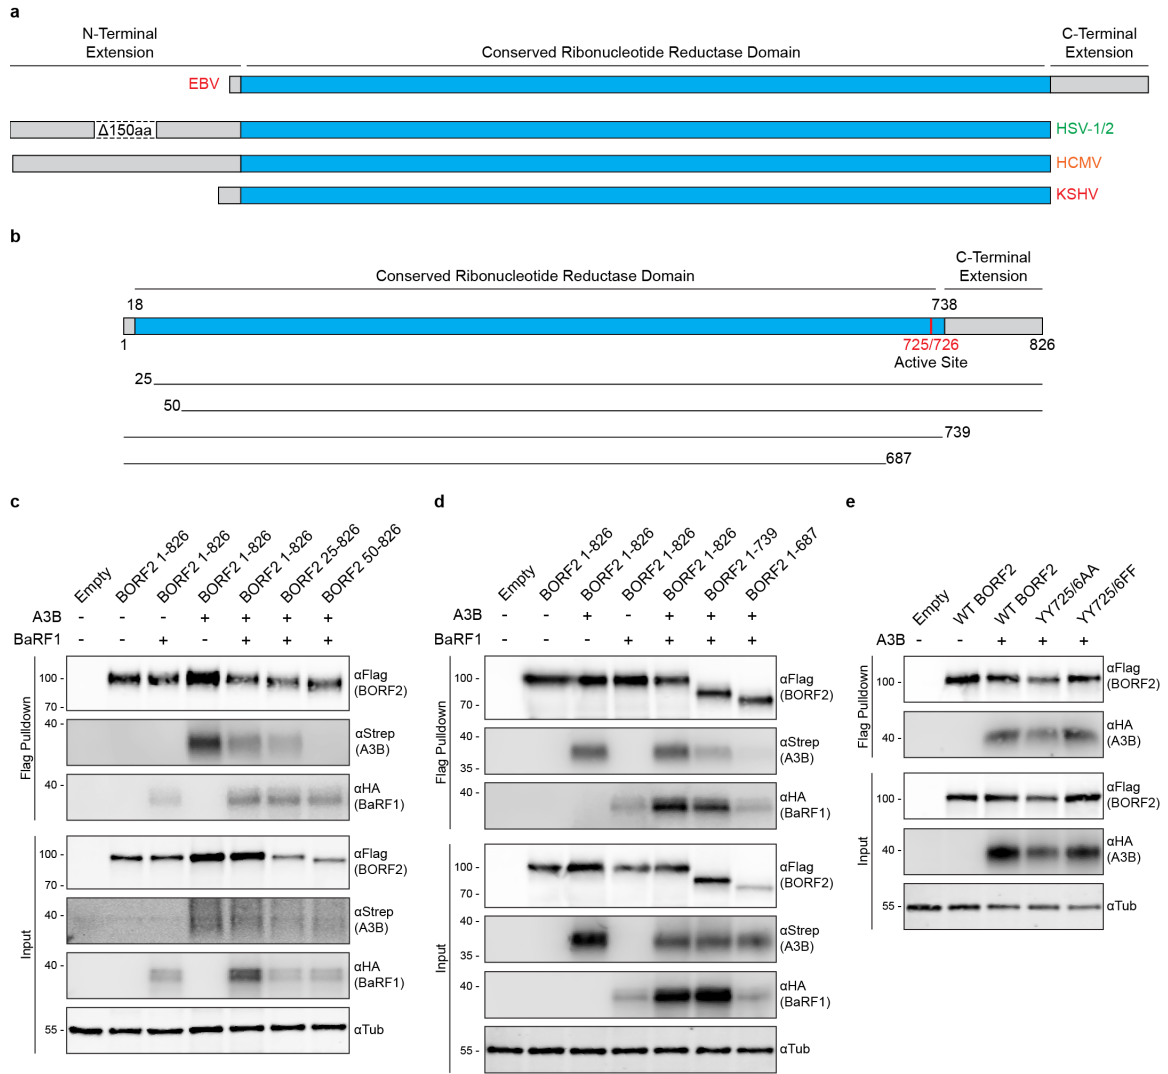 a
N-Terminal
Extension
Conserved Ribonucleotide Reductase Domain
C-Terminal
Extension
EBV
Δ150aa
HSV-1/2
HCMV
KSHV
b
Conserved Ribonucleotide Reductase Domain
C-Terminal
Extension
18
738
1
725/726
826
Active Site
25
50
739
687
c
Empty
BORF2 1-826
BORF2 1-826
BORF2 1-826
BORF2 1-826
BORF2 25-826
BORF2 50-826
A3B - - - + + + +
BaRF1 - - + - + + +
Flag Pulldown
100 -
70 -
αFlag
(BORF2)
40 -
αStrep
(A3B)
40 -
αHA
(BaRF1)
Input
100 -
70 -
αFlag
(BORF2)
40 -
αStrep
(A3B)
40 -
αHA
(BaRF1)
55 -
αTub
d
Empty
BORF2 1-826
BORF2 1-826
BORF2 1-826
BORF2 1-826
BORF2 1-739
BORF2 1-687
A3B - - + - + + +
BaRF1 - - - + + + +
Flag Pulldown
100 -
70 -
αFlag
(BORF2)
40 -
35 -
αStrep
(A3B)
40 -
αHA
(BaRF1)
Input
100 -
70 -
αFlag
(BORF2)
40 -
35 -
αStrep
(A3B)
40 -
αHA
(BaRF1)
55 -
αTub
e
Empty
WT BORF2
WT BORF2
YY725/6AA
YY725/6FF
A3B - - + + +
Flag Pulldown
100 -
αFlag
(BORF2)
40 -
αHA
(A3B)
Input
100 -
αFlag
(BORF2)
40 -
αHA
(A3B)
55 -
αTub